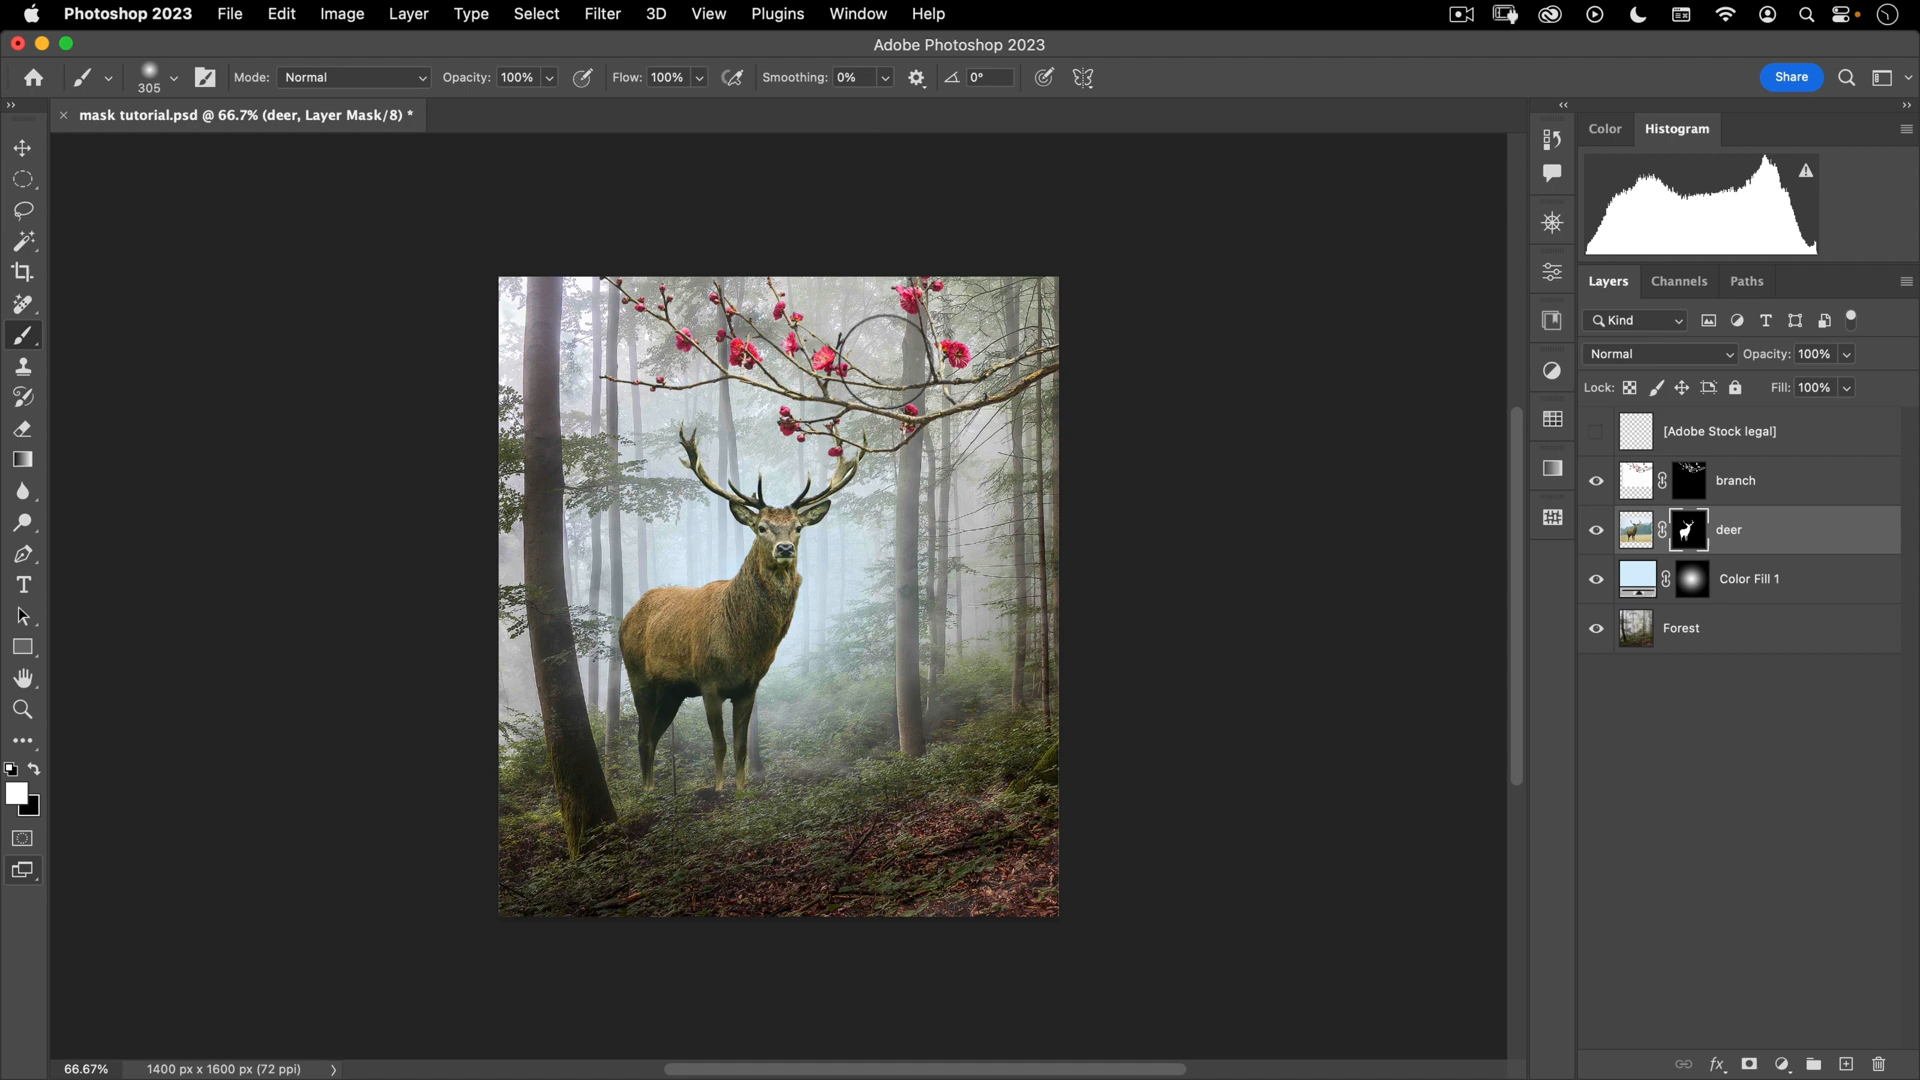 Photoshop 2023 File Edit Image Layer Type Select Filter 3D View Plugins Window Help
Adobe Photoshop 2023
305 Mode: Normal Opacity: 100% Flow: 100% Smoothing: 0% 0° Share
mask tutorial.psd @ 66.7% (deer, Layer Mask/8) *
Color Histogram
Layers Channels Paths
Kind
Normal Opacity: 100%
Lock: Fill: 100%
[Adobe Stock legal]
branch
deer
Color Fill 1
Forest
66.67% 1400 px x 1600 px (72 ppi)